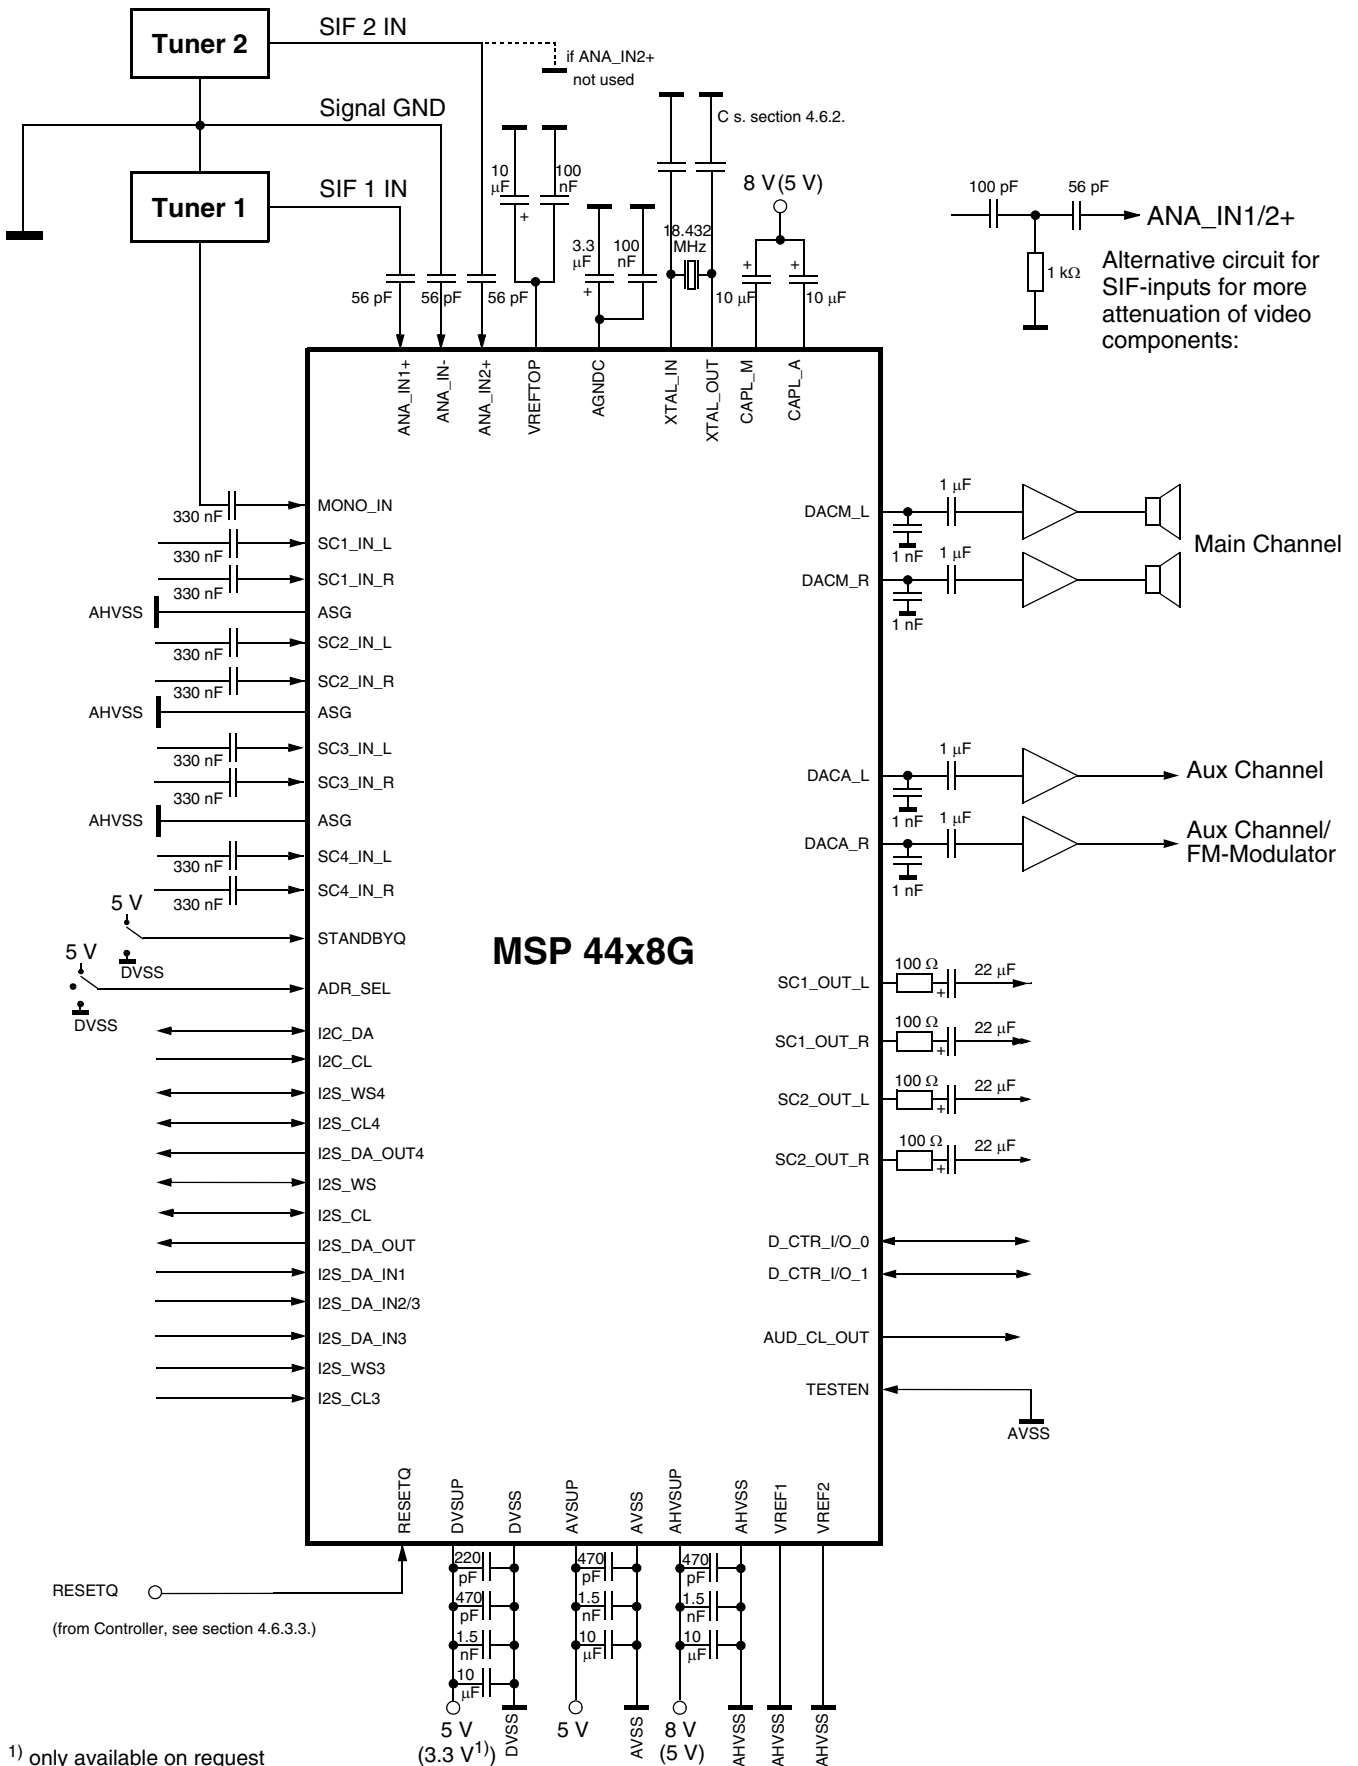 Tuner 2
SIF 2 IN
if ANA_IN2+
not used
Signal GND
C s. section 4.6.2.
Tuner 1
SIF 1 IN
10
µF
+
100
nF
3.3
µF
+
100
nF
18.432
MHz
8 V(5 V)
+
10 µF
+
10 µF
56 pF
56 pF
56 pF
100 pF
56 pF
ANA_IN1/2+
1 kΩ
Alternative circuit for
SIF-inputs for more
attenuation of video
components:
ANA_IN1+
ANA_IN-
ANA_IN2+
VREFTOP
AGNDC
XTAL_IN
XTAL_OUT
CAPL_M
CAPL_A
330 nF
MONO_IN
330 nF
SC1_IN_L
330 nF
SC1_IN_R
AHVSS
ASG
330 nF
SC2_IN_L
330 nF
SC2_IN_R
AHVSS
ASG
330 nF
SC3_IN_L
330 nF
SC3_IN_R
AHVSS
ASG
330 nF
SC4_IN_L
330 nF
SC4_IN_R
5 V
DVSS
STANDBYQ
5 V
DVSS
ADR_SEL
I2C_DA
I2C_CL
I2S_WS4
I2S_CL4
I2S_DA_OUT4
I2S_WS
I2S_CL
I2S_DA_OUT
I2S_DA_IN1
I2S_DA_IN2/3
I2S_DA_IN3
I2S_WS3
I2S_CL3
MSP 44x8G
DACM_L
1 µF
1 nF
Main Channel
DACM_R
1 µF
1 nF
DACA_L
1 µF
1 nF
Aux Channel
DACA_R
1 µF
1 nF
Aux Channel/
FM-Modulator
SC1_OUT_L
100 Ω
+
22 µF
SC1_OUT_R
100 Ω
+
22 µF
SC2_OUT_L
100 Ω
+
22 µF
SC2_OUT_R
100 Ω
+
22 µF
D_CTR_I/O_0
D_CTR_I/O_1
AUD_CL_OUT
TESTEN
AVSS
RESETQ
DVSUP
DVSS
AVSUP
AVSS
AHVSUP
AHVSS
VREF1
VREF2
RESETQ
(from Controller, see section 4.6.3.3.)
220
pF
470
pF
1.5
nF
10
µF
470
pF
1.5
nF
10
µF
470
pF
1.5
nF
10
µF
5 V
(3.3 V1))
DVSS
5 V
AVSS
8 V
(5 V)
AHVSS
AHVSS
AHVSS
1) only available on request